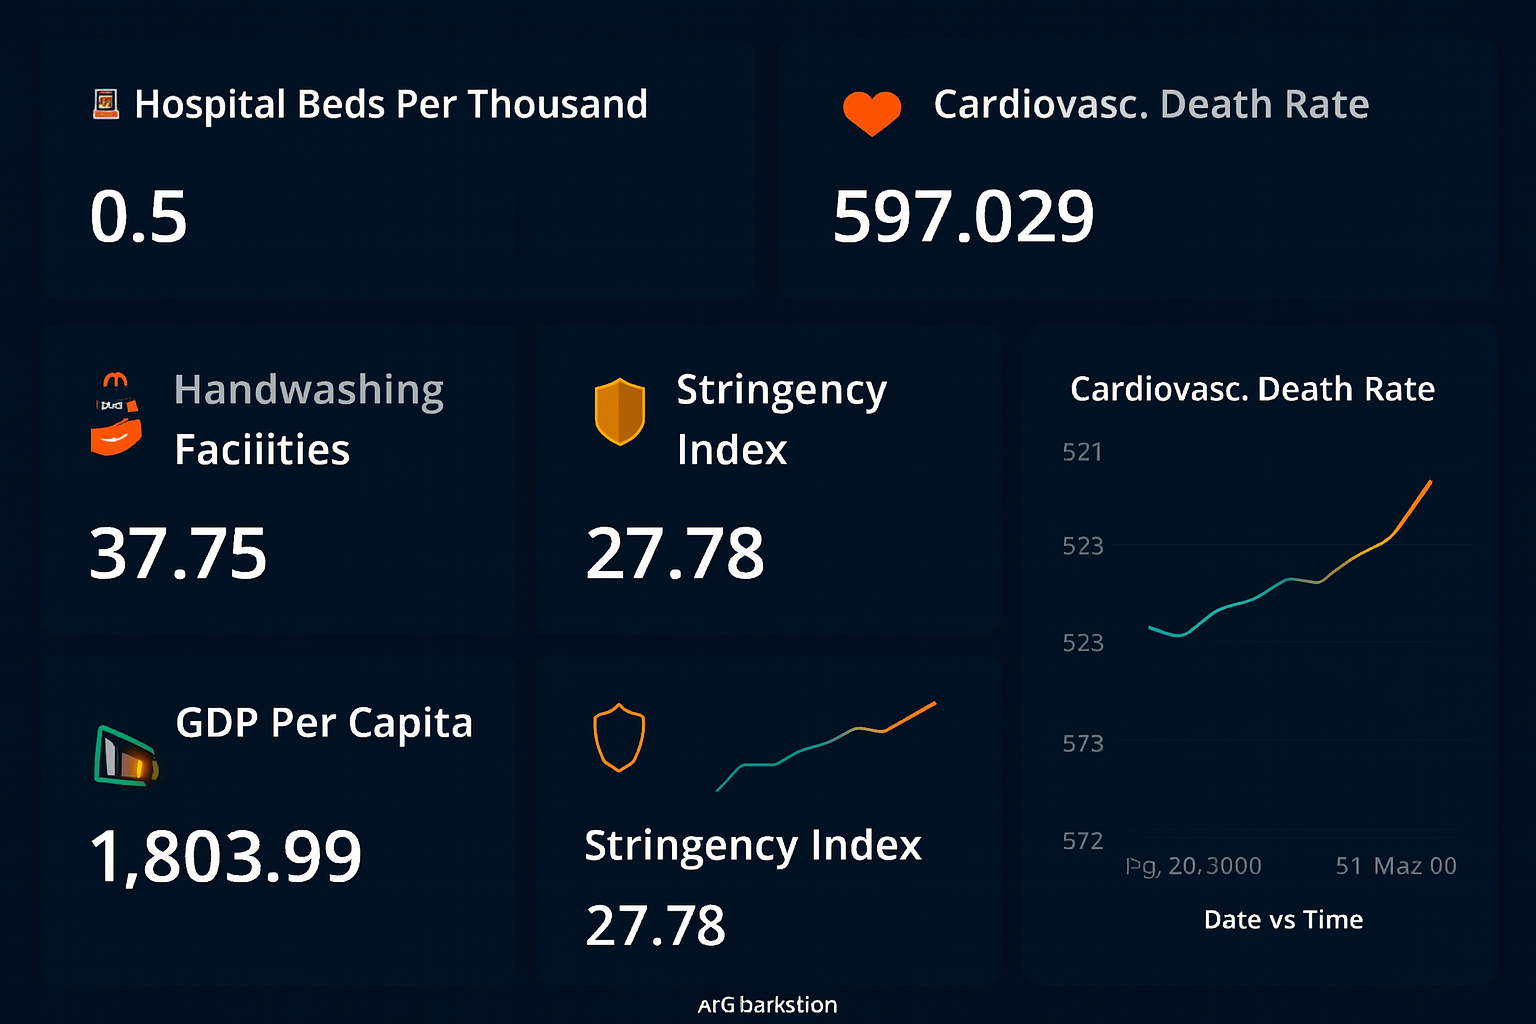 Hospital Beds Per Thousand
0.5
Cardiovasc. Death Rate
597.029
Handwashing
Faciiities
37.75
Stringency
Index
27.78
GDP Per Capita
1,803.99
Stringency Index
27.78
Cardiovasc. Death Rate
521
523
523
573
572
20,3000
51 Maz 00
Date vs Time
ArG barkstion